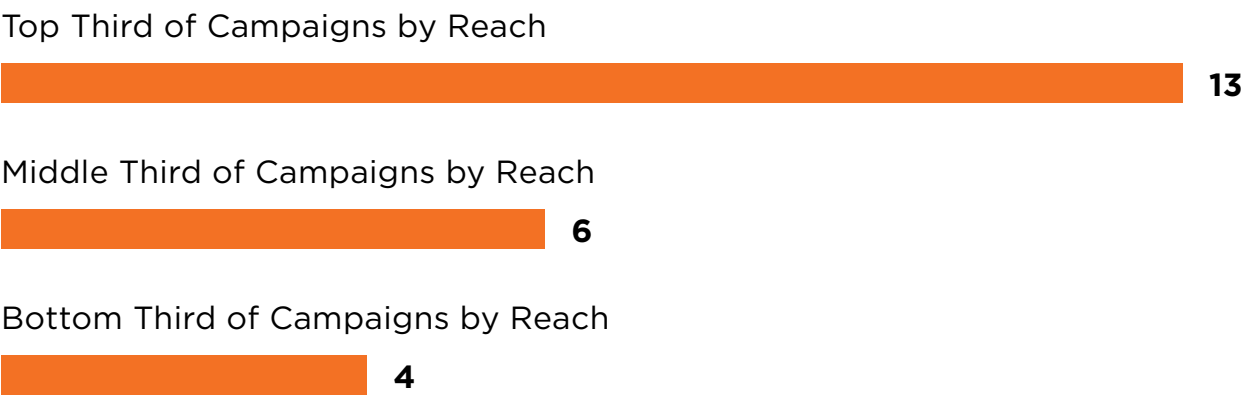 Top Third of Campaigns by Reach
13
Middle Third of Campaigns by Reach
6
Bottom Third of Campaigns by Reach
4